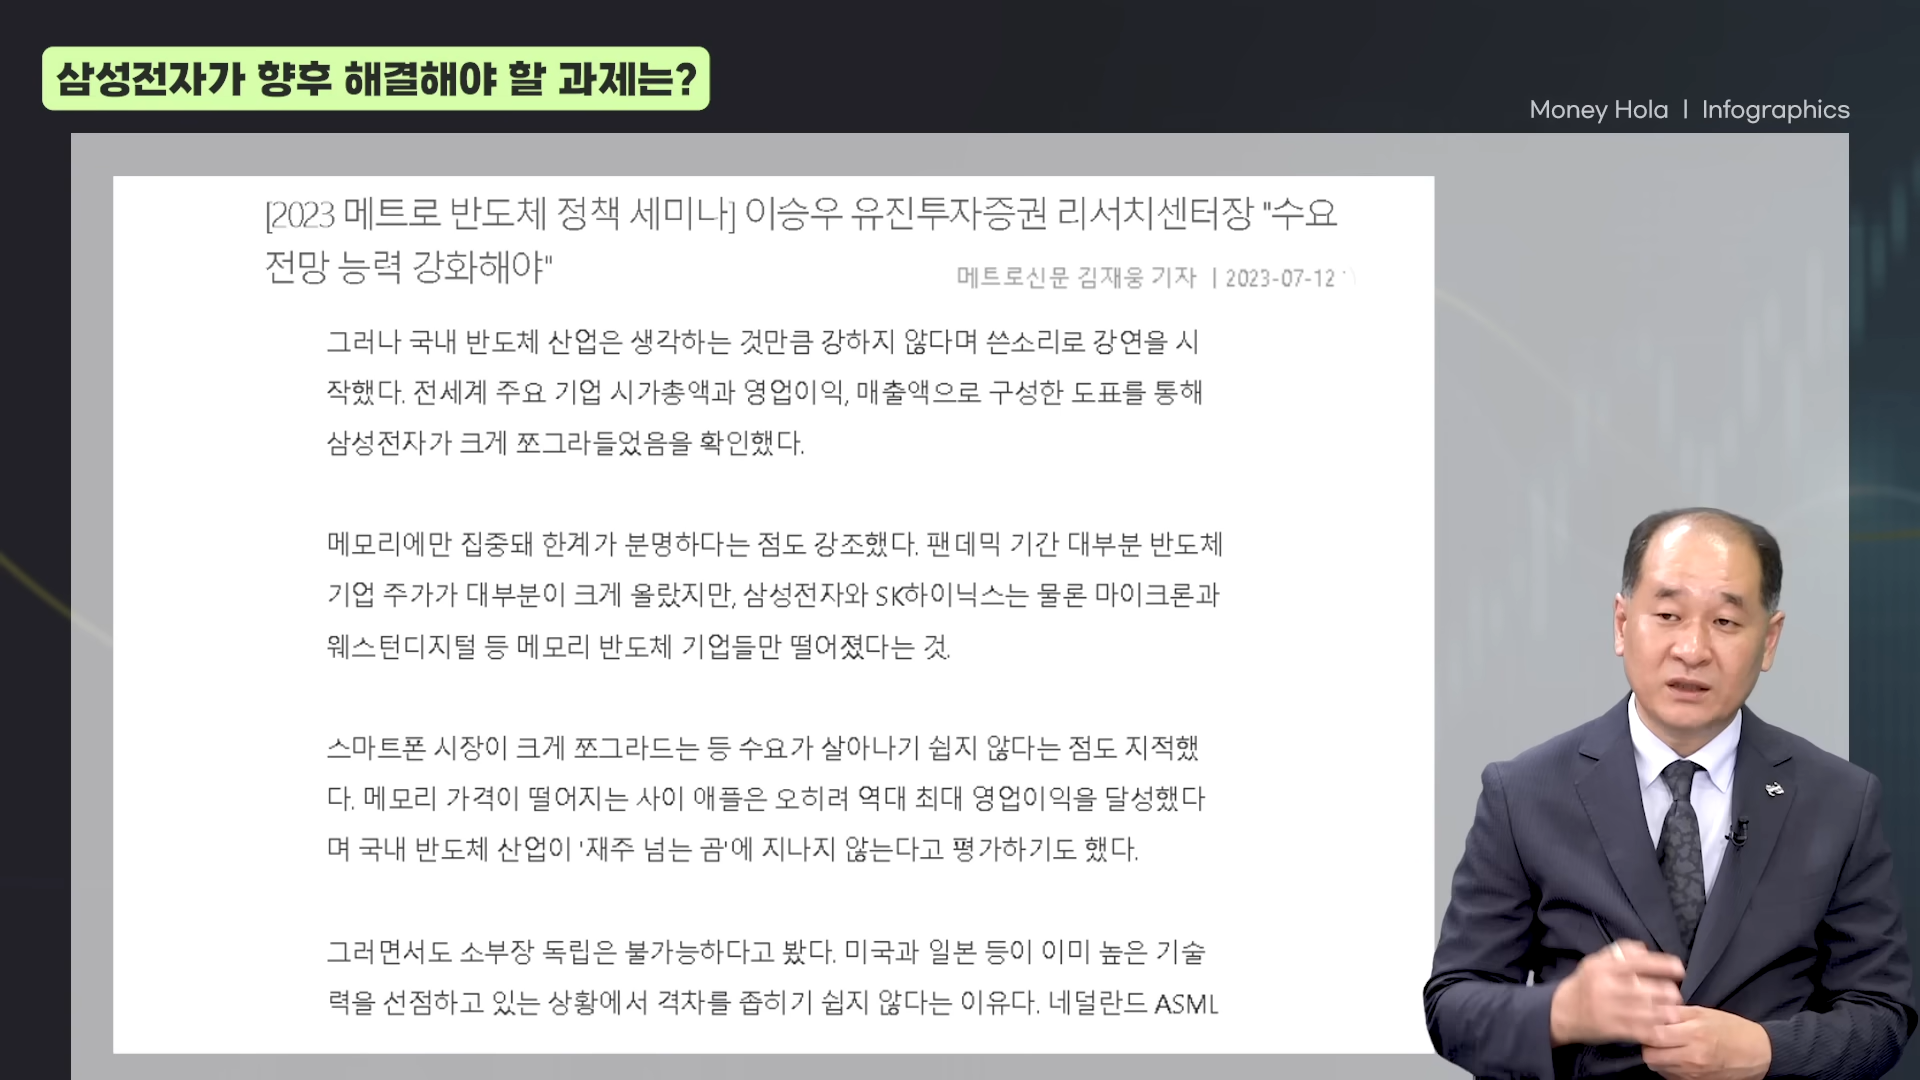 삼성전자가 향후 해결해야 할 과제는?
Money Hola | Infographics
[2023 메트로 반도체 정책 세미나] 이승우 유진투자증권 리서치센터장 "수요
전망 능력 강화해야"
메트로신문 김재웅 기자 | 2023-07-12
그러나 국내 반도체 산업은 생각하는 것만큼 강하지 않다며 쓴소리로 강연을 시
작했다. 전세계 주요 기업 시가총액과 영업이익, 매출액으로 구성한 도표를 통해
삼성전자가 크게 쪼그라들었음을 확인했다.
메모리에만 집중돼 한계가 분명하다는 점도 강조했다. 팬데믹 기간 대부분 반도체
기업 주가가 대부분이 크게 올랐지만, 삼성전자와 SK하이닉스는 물론 마이크론과
웨스턴디지털 등 메모리 반도체 기업들만 떨어졌다는 것.
스마트폰 시장이 크게 쪼그라드는 등 수요가 살아나기 쉽지 않다는 점도 지적했
다. 메모리 가격이 떨어지는 사이 애플은 오히려 역대 최대 영업이익을 달성했다
며 국내 반도체 산업이 '재주 넘는 곰'에 지나지 않는다고 평가하기도 했다.
그러면서도 소부장 독립은 불가능하다고 봤다. 미국과 일본 등이 이미 높은 기술
력을 선점하고 있는 상황에서 격차를 좁히기 쉽지 않다는 이유다. 네덜란드 ASML